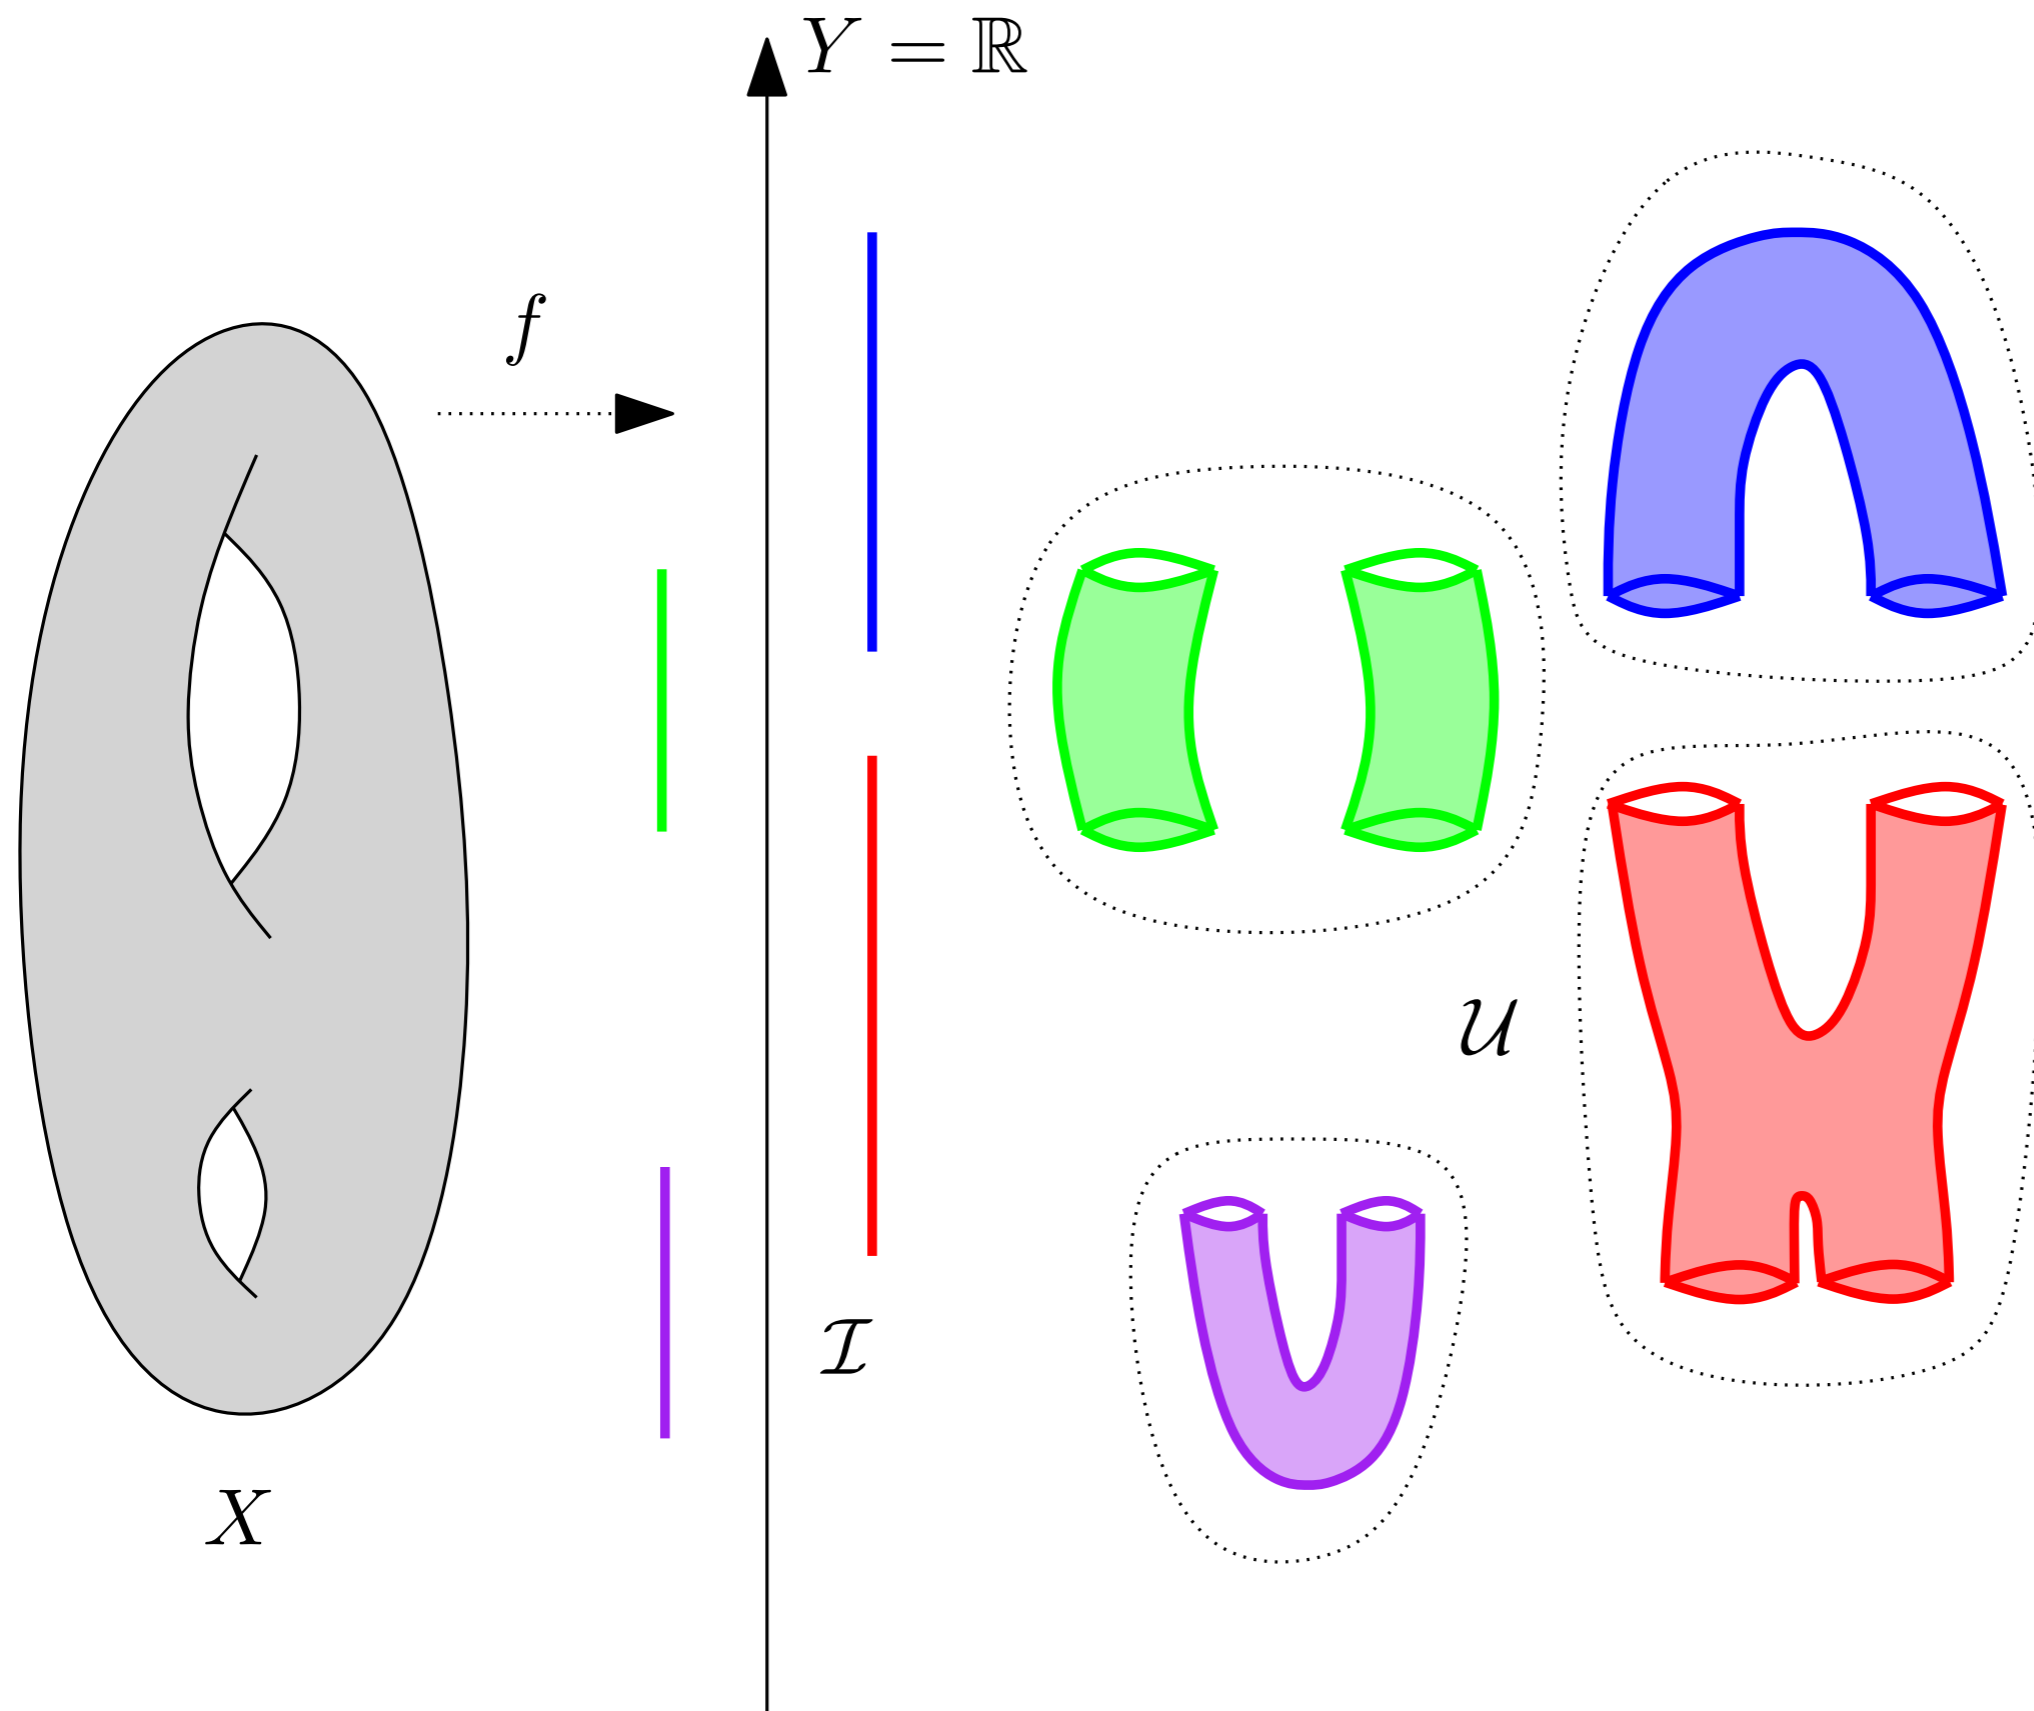 Y = ℝ
f
𝒰
ℐ
X